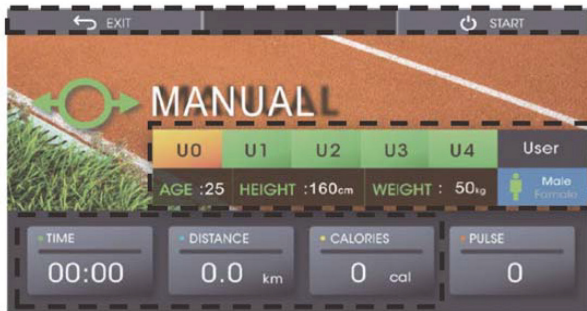 EXIT START
MANUAL
U0 U1 U2 U3 U4 User
AGE :25 HEIGHT :160cm WEIGHT : 50kg Male
Female
TIME DISTANCE CALORIES PULSE
00:00 0.0 km 0 cal 0